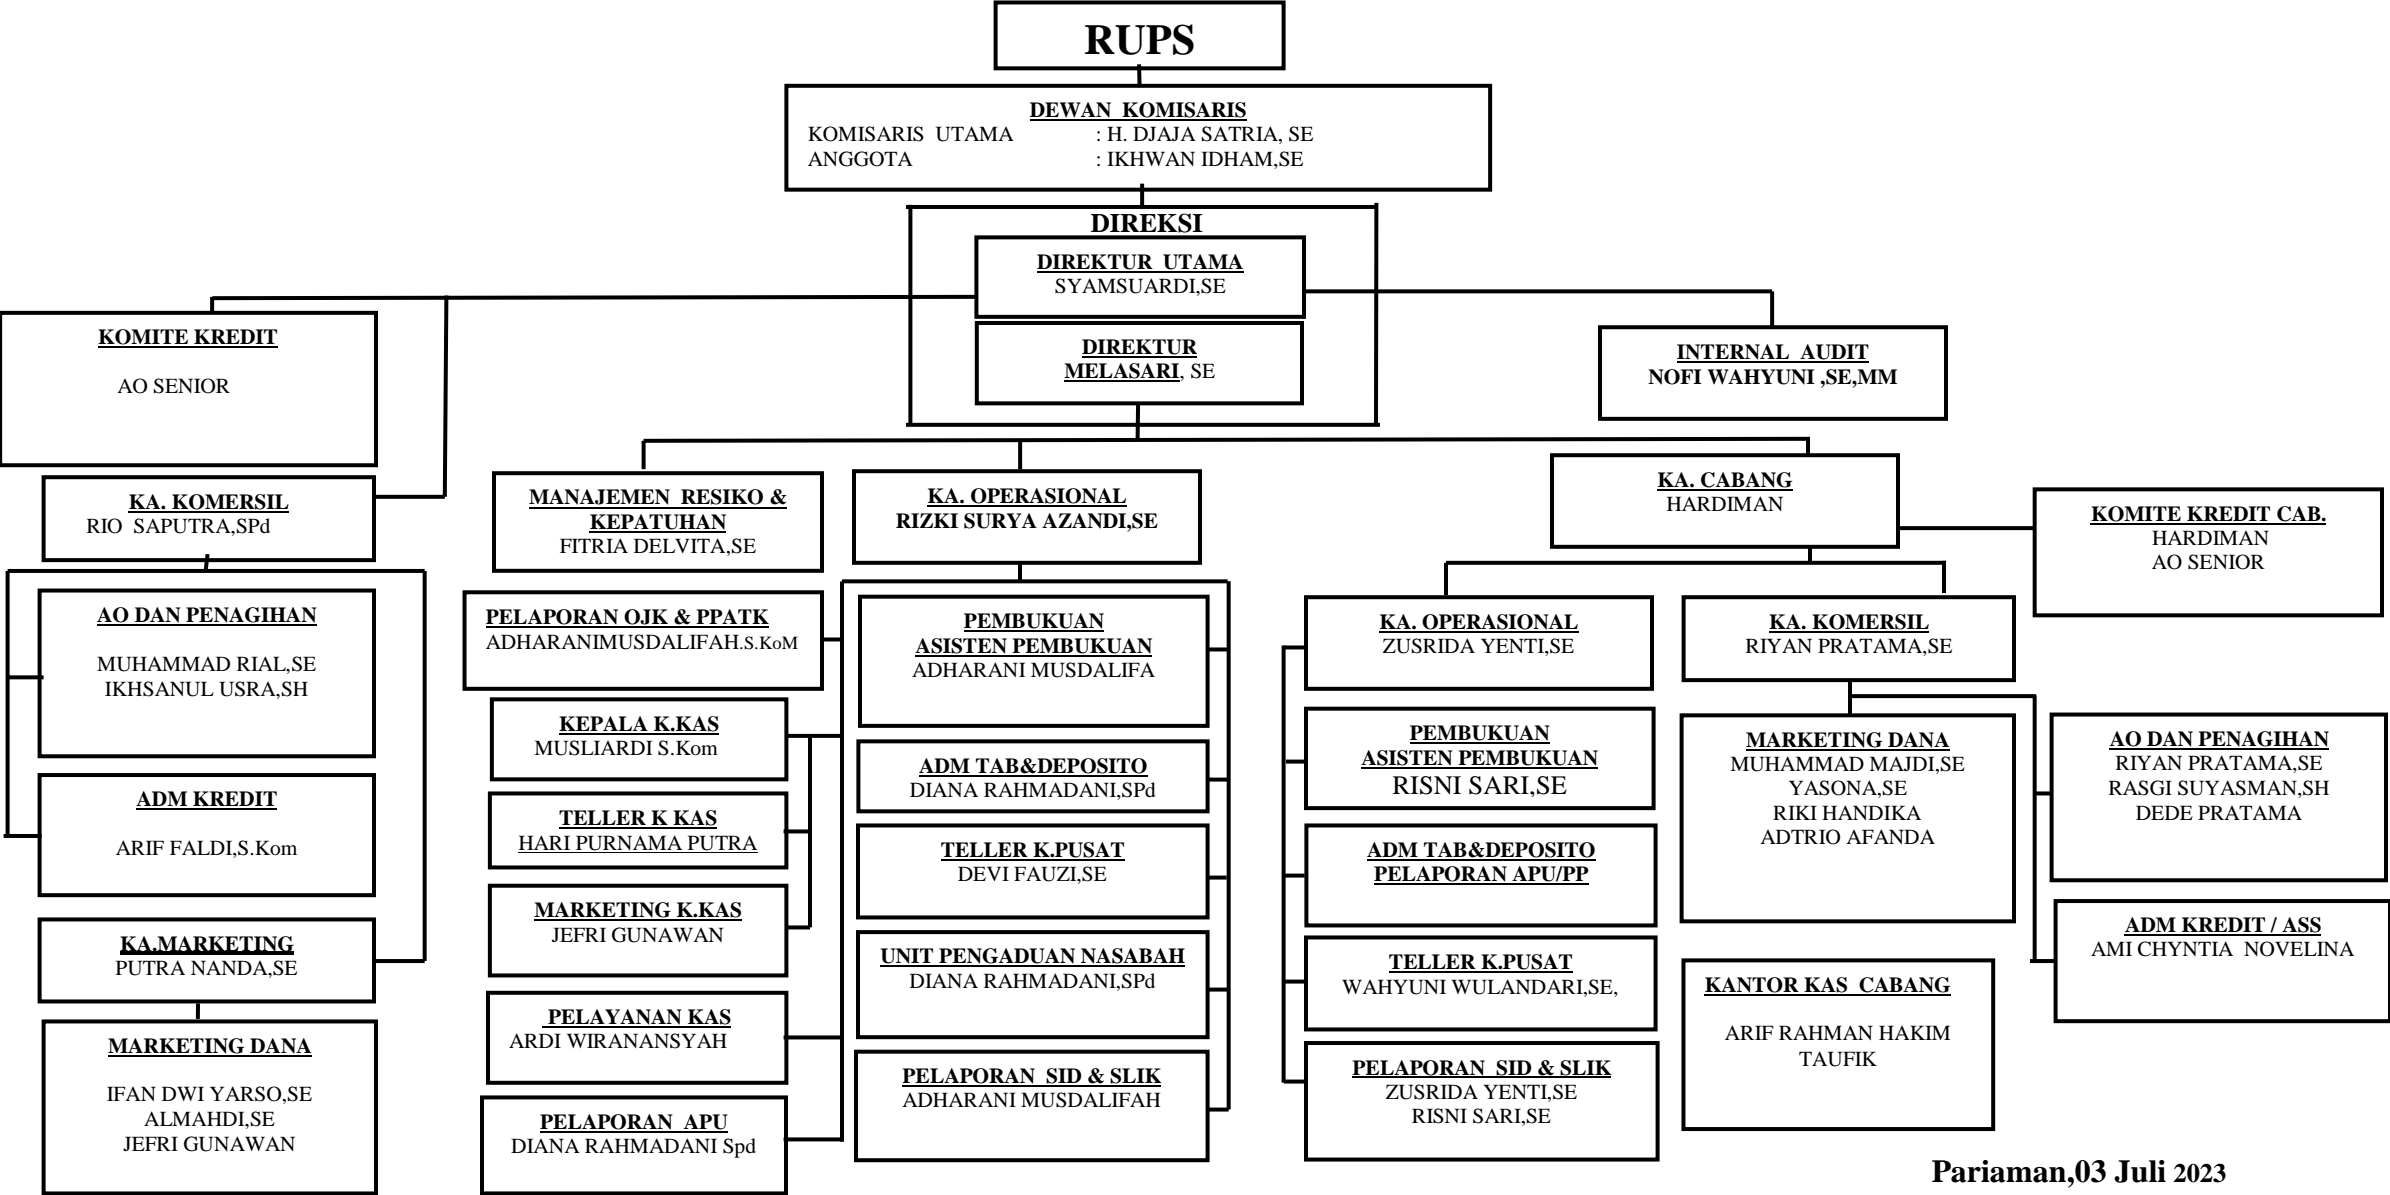 RUPS
DEWAN KOMISARIS
KOMISARIS UTAMA : H. DJAJA SATRIA, SE
ANGGOTA : IKHWAN IDHAM,SE
DIREKSI
DIREKTUR UTAMA
SYAMSUARDI,SE
DIREKTUR
MELASARI, SE
KOMITE KREDIT
AO SENIOR
INTERNAL AUDIT
NOFI WAHYUNI ,SE,MM
KA. KOMERSIL
RIO SAPUTRA,SPd
MANAJEMEN RESIKO &
KEPATUHAN
FITRIA DELVITA,SE
KA. OPERASIONAL
RIZKI SURYA AZANDI,SE
KA. CABANG
HARDIMAN
KOMITE KREDIT CAB.
HARDIMAN
AO SENIOR
AO DAN PENAGIHAN
MUHAMMAD RIAL,SE
IKHSANUL USRA,SH
ADM KREDIT
ARIF FALDI,S.Kom
KA.MARKETING
PUTRA NANDA,SE
MARKETING DANA
IFAN DWI YARSO,SE
ALMAHDI,SE
JEFRI GUNAWAN
PELAPORAN OJK & PPATK
ADHARANIMUSDALIFAH.S.KoM
KEPALA K.KAS
MUSLIARDI S.Kom
TELLER K KAS
HARI PURNAMA PUTRA
MARKETING K.KAS
JEFRI GUNAWAN
PELAYANAN KAS
ARDI WIRANANSYAH
PELAPORAN APU
DIANA RAHMADANI Spd
PEMBUKUAN
ASISTEN PEMBUKUAN
ADHARANI MUSDALIFA
ADM TAB&DEPOSITO
DIANA RAHMADANI,SPd
TELLER K.PUSAT
DEVI FAUZI,SE
UNIT PENGADUAN NASABAH
DIANA RAHMADANI,SPd
PELAPORAN SID & SLIK
ADHARANI MUSDALIFAH
KA. OPERASIONAL
ZUSRIDA YENTI,SE
PEMBUKUAN
ASISTEN PEMBUKUAN
RISNI SARI,SE
ADM TAB&DEPOSITO
PELAPORAN APU/PP
TELLER K.PUSAT
WAHYUNI WULANDARI,SE,
PELAPORAN SID & SLIK
ZUSRIDA YENTI,SE
RISNI SARI,SE
KA. KOMERSIL
RIYAN PRATAMA,SE
MARKETING DANA
MUHAMMAD MAJDI,SE
YASONA,SE
RIKI HANDIKA
ADTRIO AFANDA
KANTOR KAS CABANG
ARIF RAHMAN HAKIM
TAUFIK
AO DAN PENAGIHAN
RIYAN PRATAMA,SE
RASGI SUYASMAN,SH
DEDE PRATAMA
ADM KREDIT / ASS
AMI CHYNTIA NOVELINA
Pariaman,03 Juli 2023